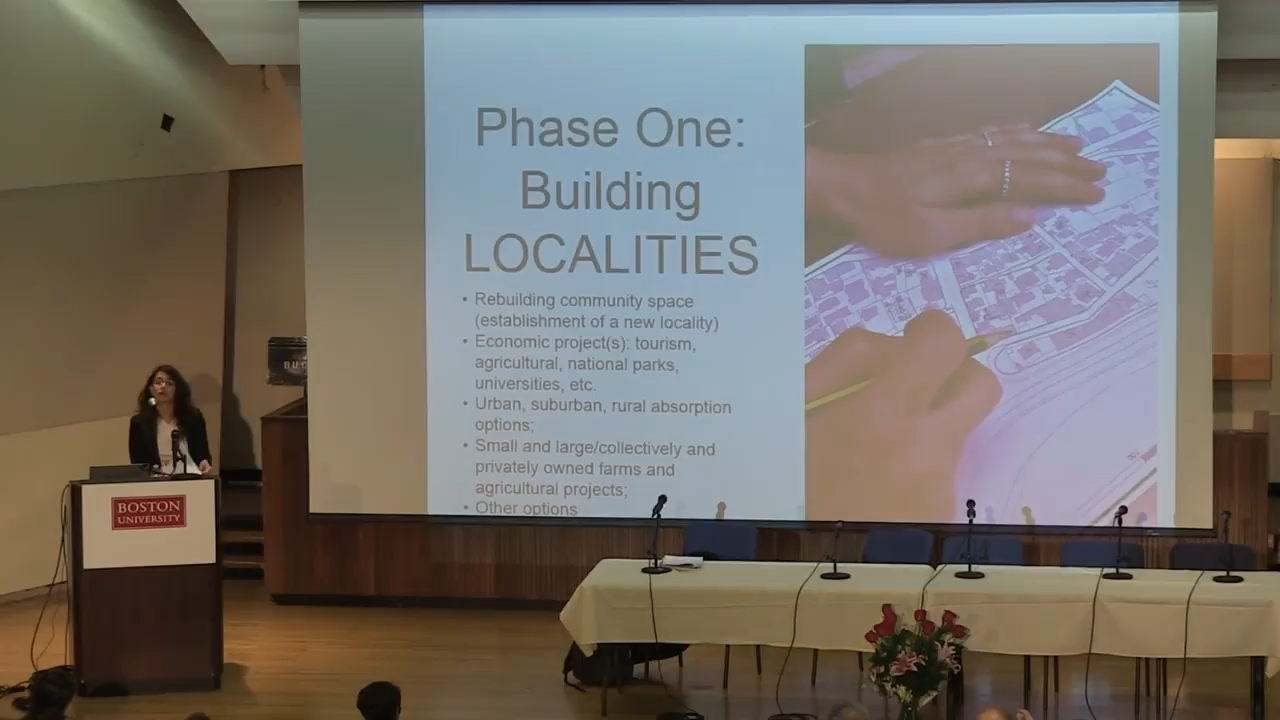 Phase One:
Building
LOCALITIES
• Rebuilding community space
(establishment of a new locality)
• Economic project(s): tourism,
agricultural, national parks,
universities, etc.
• Urban, suburban, rural absorption
options;
• Small and large/collectively and
privately owned farms and
agricultural projects;
• Other options
BOSTON
UNIVERSITY